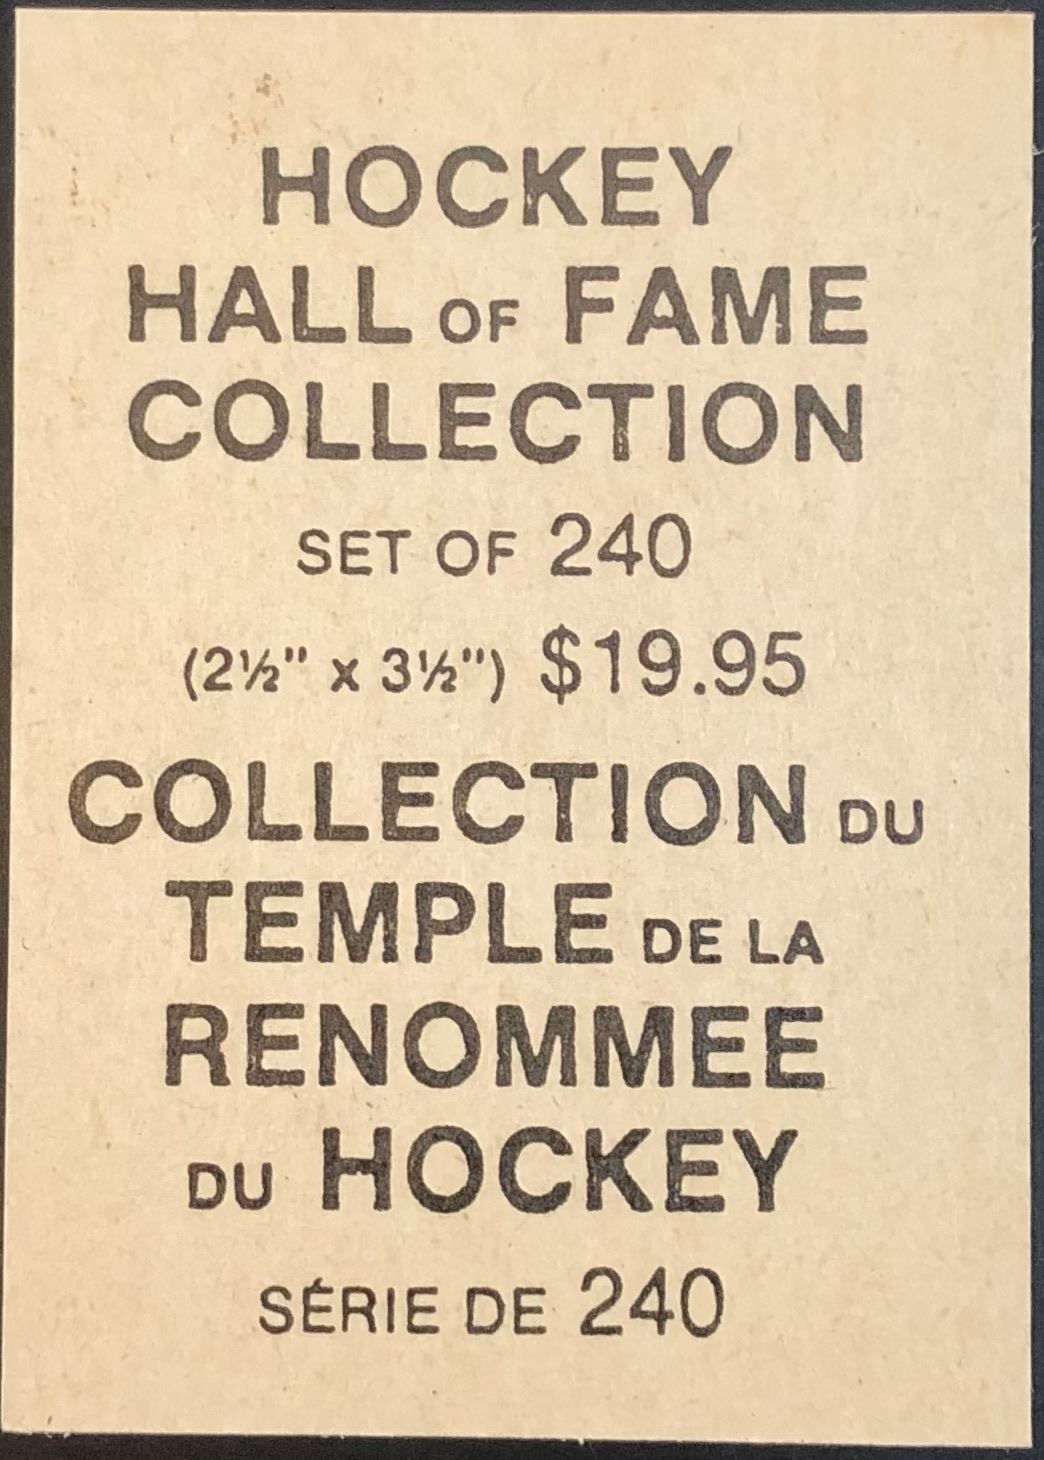 HOCKEY
HALL OF FAME
COLLECTION
SET OF 240
(2½" x 3½") $19.95
COLLECTION DU
TEMPLE DE LA
RENOMMEE
DU HOCKEY
SÉRIE DE 240